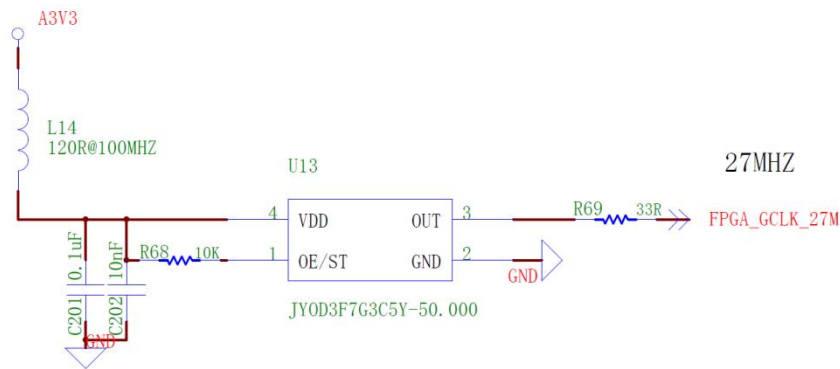 A3V3
L14
120R@100MHZ
U13
27MHZ
4 VDD OUT 3
R69 33R
FPGA_GCLK_27M
R68 10K
1 OE/ST GND 2
GND
C201 0.1uF
C202 10nF
GND
JYOD3F7G3C5Y-50.000